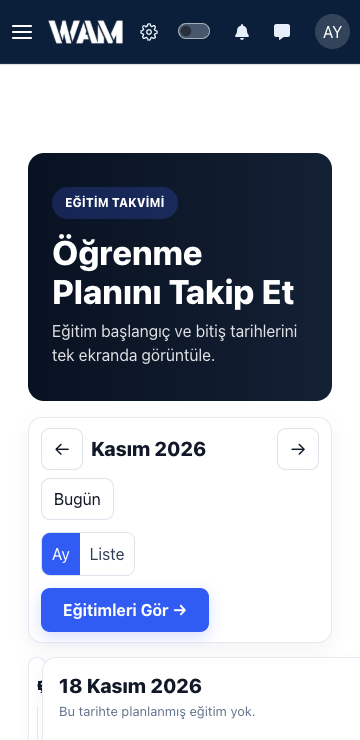 WAM
AY
EĞİTİM TAKVİMİ
Öğrenme
Planını Takip Et
Eğitim başlangıç ve bitiş tarihlerini
tek ekranda görüntüle.
← Kasım 2026 →
Bugün
Ay Liste
Eğitimleri Gör →
18 Kasım 2026
Bu tarihte planlanmış eğitim yok.